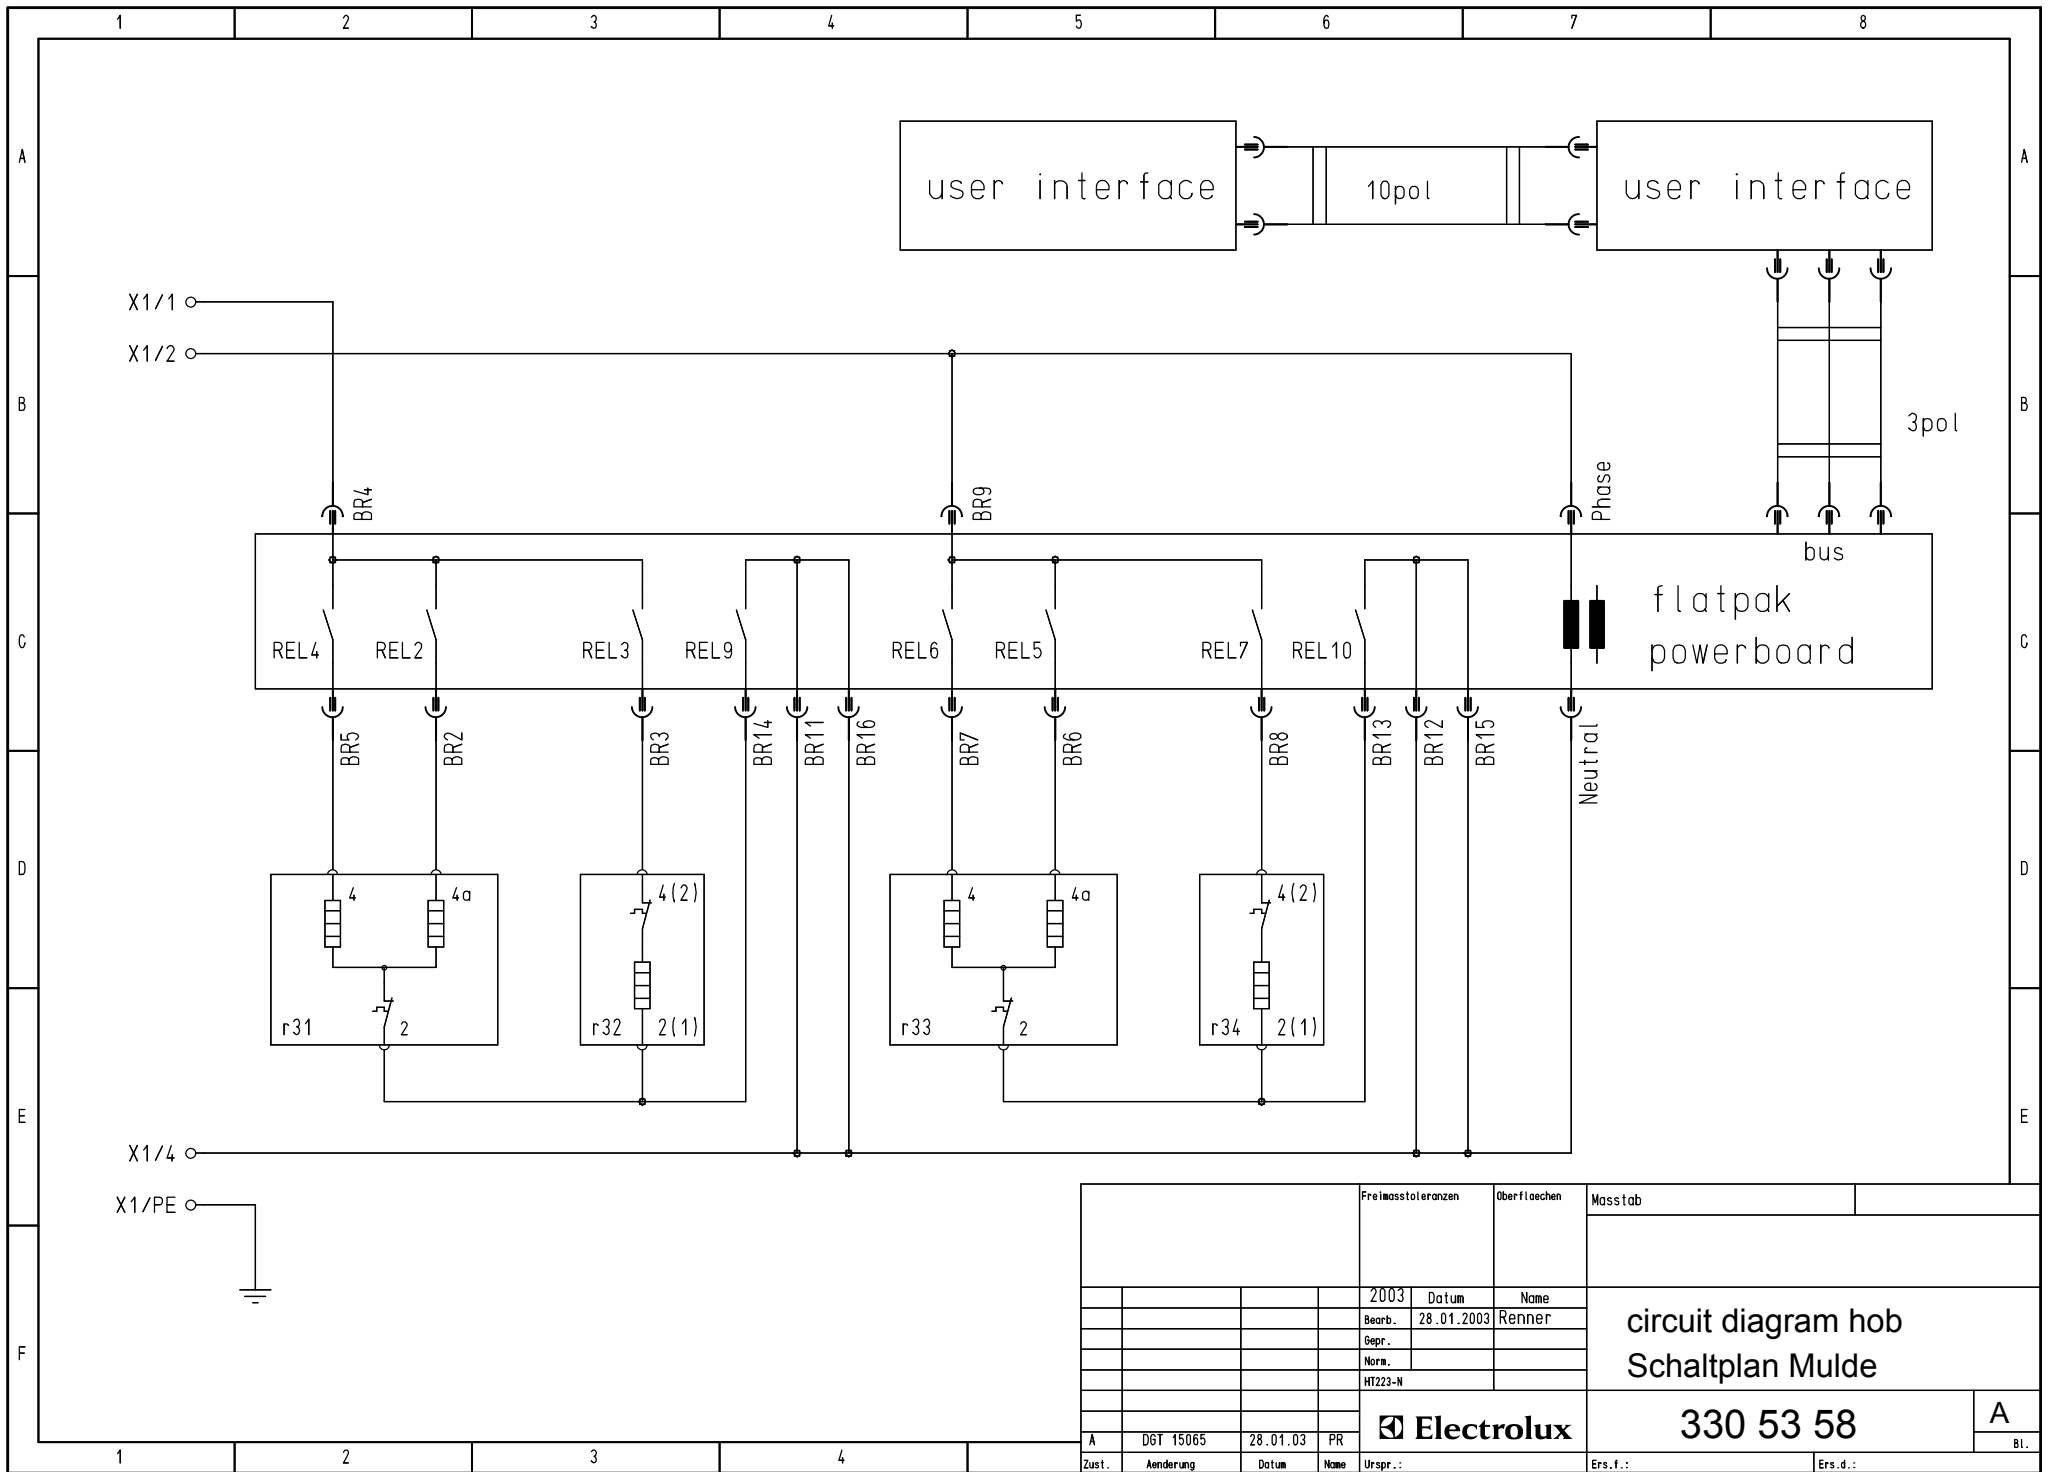 1 2 3 4 5 6 7 8
A A
user interface 10pol user interface
X1/1
X1/2
B B
3pol
BR4 BR9 Phase
bus
flatpak
powerboard
C C
REL4 REL2 REL3 REL9 REL6 REL5 REL7 REL10
BR5 BR2 BR3 BR14 BR11 BR16 BR7 BR6 BR8 BR13 BR12 BR15 Neutral
D D
4 4a 4(2) 4 4a 4(2)
r31 2 r32 2(1) r33 2 r34 2(1)
E E
X1/4
X1/PE
Freimasstoleranzen Oberflaechen Masstab
2003 Datum Name
Bearb. 28.01.2003 Renner
Gepr.
Norm.
HT223-N
circuit diagram hob
Schaltplan Mulde
F
Electrolux
330 53 58
A
Bl.
A DGT 15065 28.01.03 PR
Zust. Aenderung Datum Name Urspr.: Ers.f.: Ers.d.:
1 2 3 4